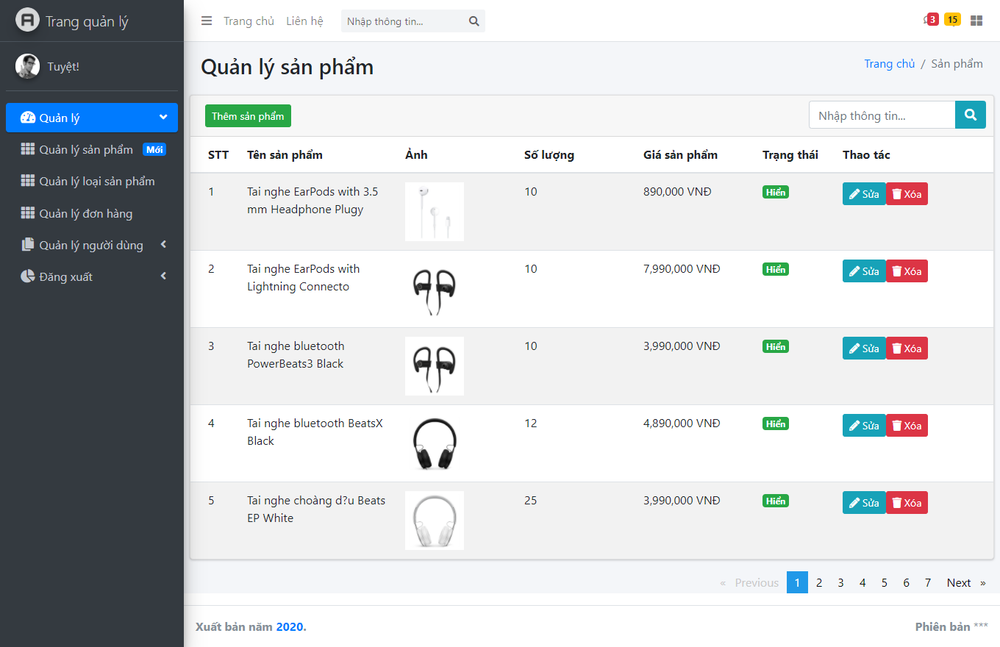 Trang quản lý
Trang chủ Liên hệ Nhập thông tin...
3 15
Tuyệt!
Quản lý
Quản lý sản phẩm Mới
Quản lý loại sản phẩm
Quản lý đơn hàng
Quản lý người dùng
Đăng xuất
Quản lý sản phẩm
Trang chủ / Sản phẩm
Thêm sản phẩm Nhập thông tin...
STT Tên sản phẩm Ảnh Số lượng Giá sản phẩm Trạng thái Thao tác
1 Tai nghe EarPods with 3.5 10 890,000 VNĐ Hiển Sửa Xóa
mm Headphone Plugy
2 Tai nghe EarPods with 10 7,990,000 VNĐ Hiển Sửa Xóa
Lightning Connecto
3 Tai nghe bluetooth 10 3,990,000 VNĐ Hiển Sửa Xóa
PowerBeats3 Black
4 Tai nghe bluetooth BeatsX 12 4,890,000 VNĐ Hiển Sửa Xóa
Black
5 Tai nghe choàng d?u Beats 25 3,990,000 VNĐ Hiển Sửa Xóa
EP White
« Previous 1 2 3 4 5 6 7 Next »
Xuất bản năm 2020. Phiên bản ***